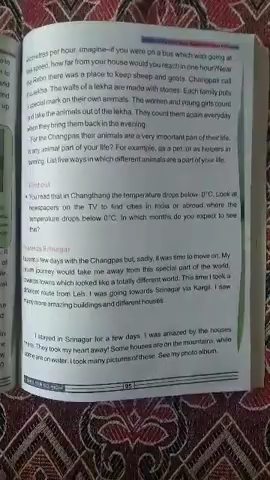 kilometres per hour. (Imagine–if you were on a bus which was going at
speed, how far from your house would you reach in one hour?) Near
Rebo there was a place to keep sheep and goats. Changpas call
lekha. The walls of a lekha are made with stones. Each family puts
special mark on their own animals. The women and young girls count
and take the animals out of the lekha. They count them again everyday
when they bring them back in the evening.
For the Changpas their animals are a very important part of their life.
Is any animal part of your life? For example, as a pet or as helpers in
farming. List five ways in which different animals are a part of your life.
Find out
• You read that in Changthang the temperature drops below 0°C. Look at
newspapers or the TV to find cities in India or abroad where the
temperature drops below 0°C. In which months do you expect to see
this?
Srinagar
a few days with the Changpas but, sadly, it was time to move on. My
return journey would take me away from this special part of the world,
towards towns which looked like a totally different world. This time I took a
different route from Leh. I was going towards Srinagar via Kargil. I saw
many more amazing buildings and different houses.
I stayed in Srinagar for a few days. I was amazed by the houses
They took my heart away! Some houses are on the mountains, while
are on water. I took many pictures of these. See my photo album.